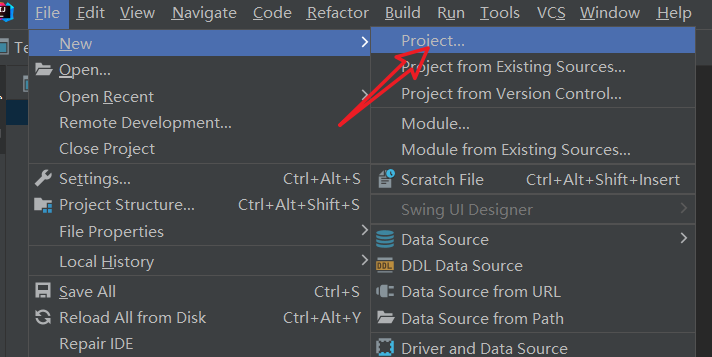 File Edit View Navigate Code Refactor Build Run Tools VCS Window Help
Te
New
Open...
Open Recent
Remote Development...
Close Project
Settings... Ctrl+Alt+S
Project Structure... Ctrl+Alt+Shift+S
File Properties
Local History
Save All Ctrl+S
Reload All from Disk Ctrl+Alt+Y
Repair IDE
Project...
Project from Existing Sources...
Project from Version Control...
Module...
Module from Existing Sources...
Scratch File Ctrl+Alt+Shift+Insert
Swing UI Designer
Data Source
DDL Data Source
Data Source from URL
Data Source from Path
Driver and Data Source